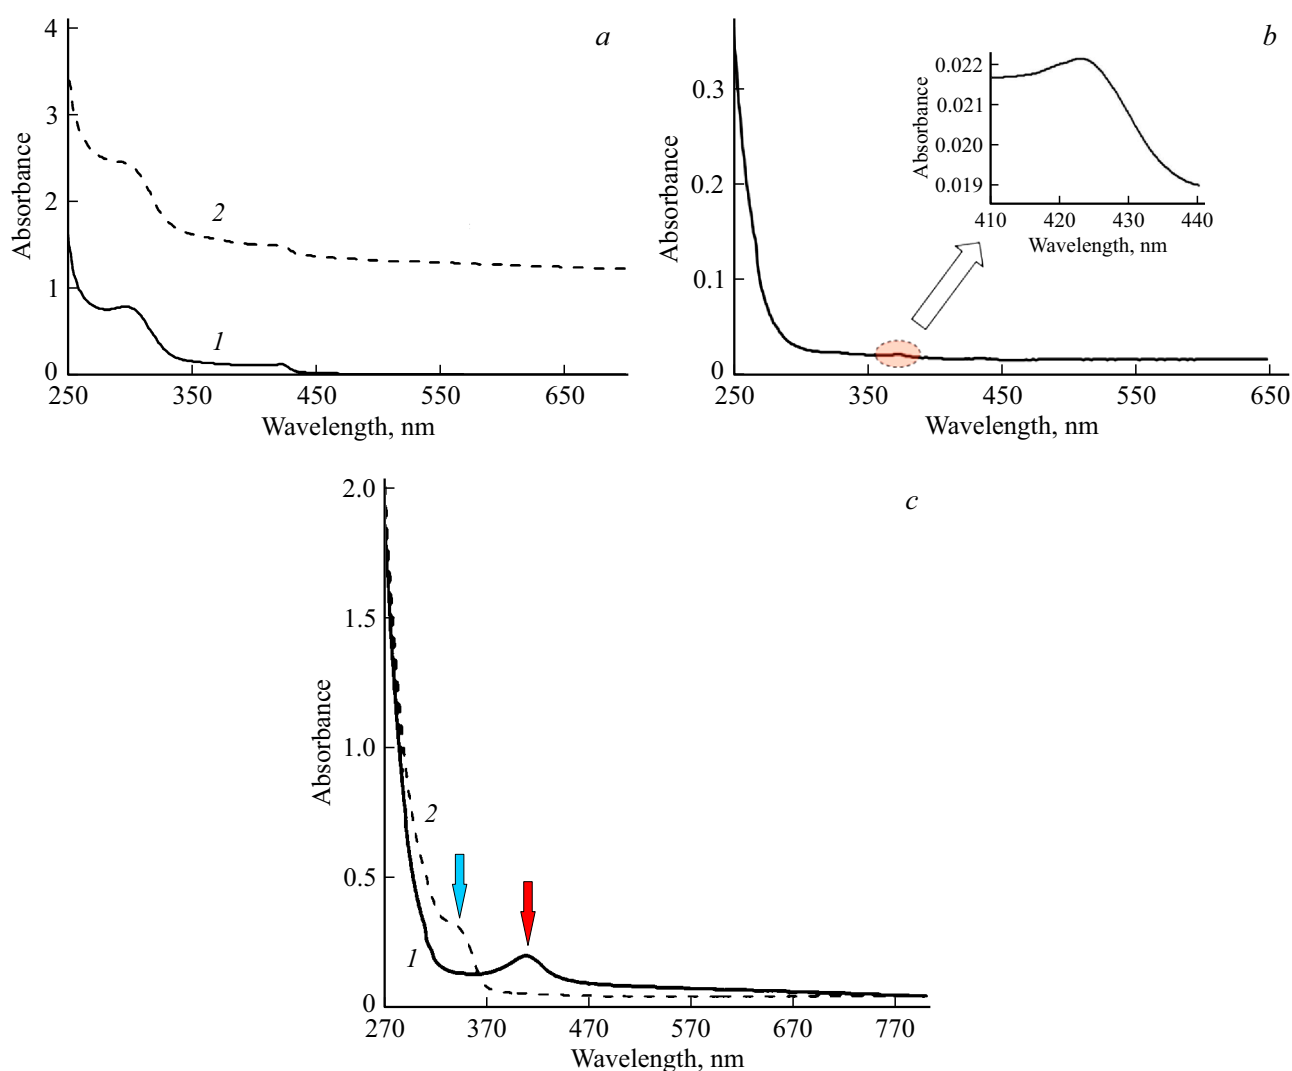 a
4
3
2
1
0
Absorbance
2
1
250 350 450 550 650
Wavelength, nm
b
0.3
0.2
0.1
0
Absorbance
250 350 450 550 650
Wavelength, nm
0.022
0.021
0.020
0.019
Absorbance
410 420 430 440
Wavelength, nm
c
2.0
1.5
1.0
0.5
0
Absorbance
2
1
270 370 470 570 670 770
Wavelength, nm